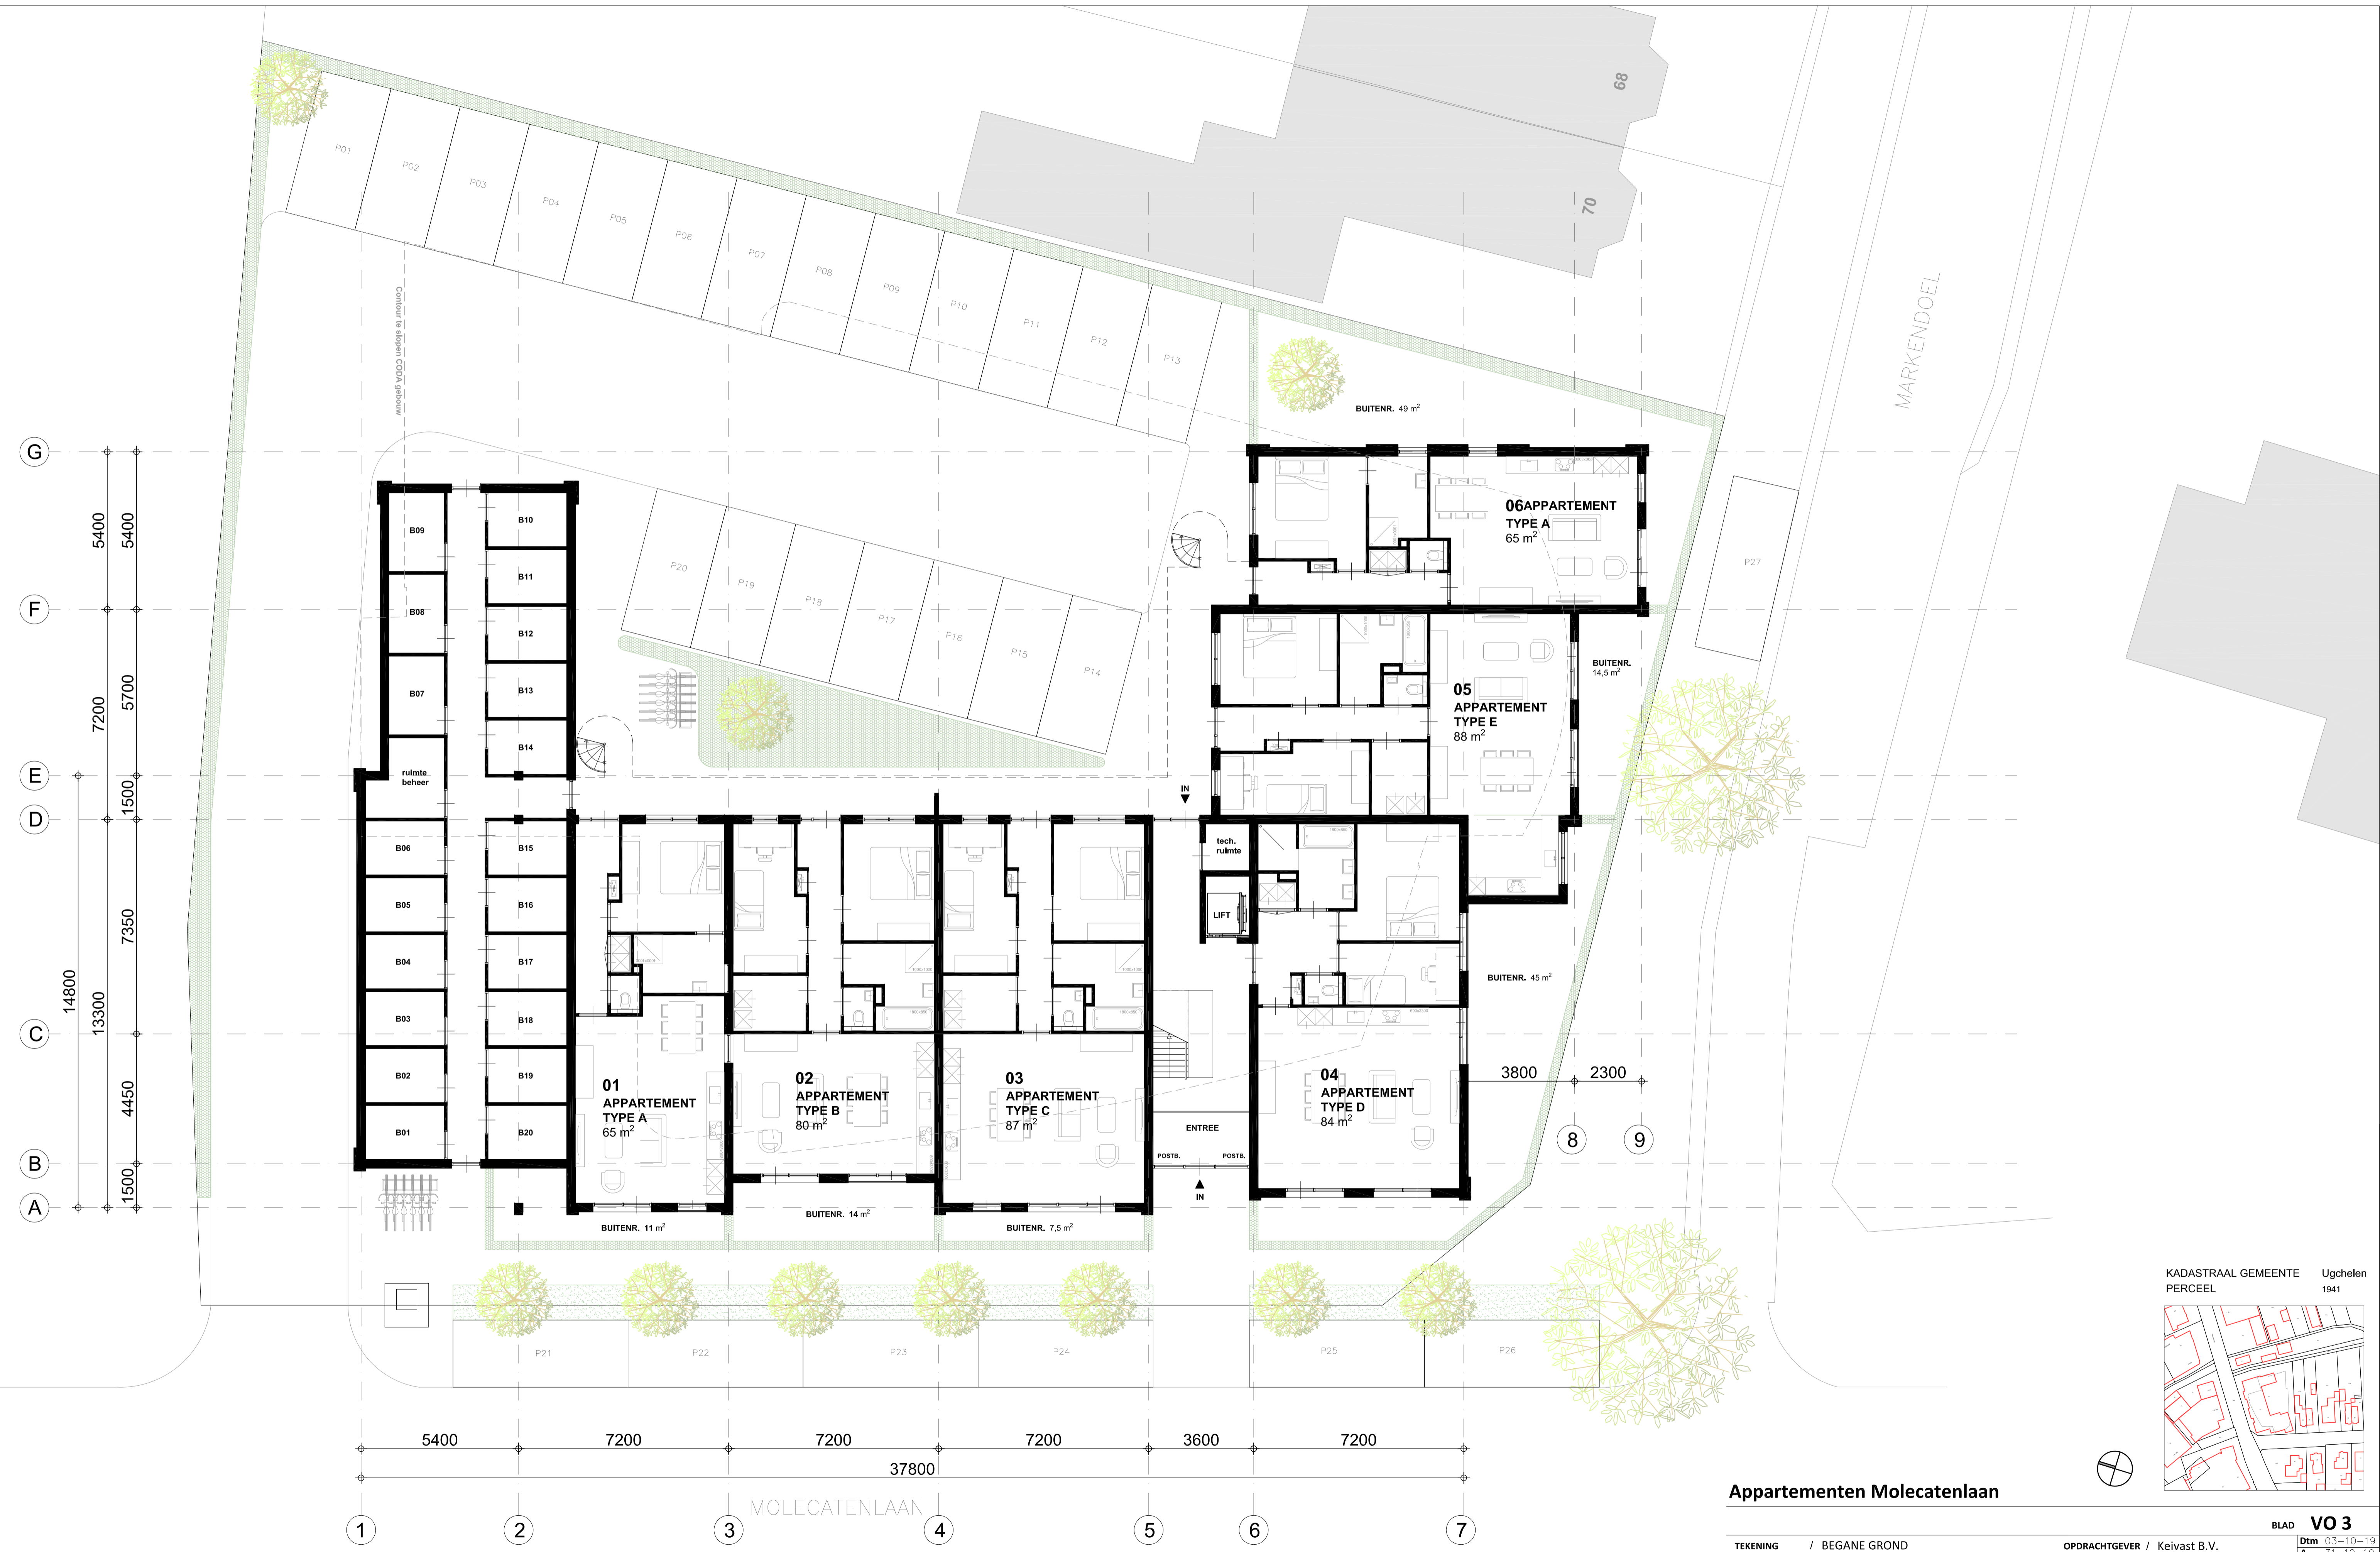 68
70
P01
P02
P03
P04
P05
P06
P07
P08
P09
P10
P11
P12
P13
Contour te slopen CODA gebouw
MARKENDOEL
BUITENR. 49 m²
G
F
E
D
C
B
A
5400
5400
7200
5700
1500
7350
14800
13300
4450
1500
B09
B08
B07
ruimte
beheer
B06
B05
B04
B03
B02
B01
B10
B11
B12
B13
B14
B15
B16
B17
B18
B19
B20
P20
P19
P18
P17
P16
P15
P14
P27
06 APPARTEMENT
TYPE A
65 m²
05
APPARTEMENT
TYPE E
88 m²
BUITENR.
14,5 m²
IN
tech.
ruimte
LIFT
BUITENR. 45 m²
01
APPARTEMENT
TYPE A
65 m²
02
APPARTEMENT
TYPE B
80 m²
03
APPARTEMENT
TYPE C
87 m²
04
APPARTEMENT
TYPE D
84 m²
ENTREE
POSTB.
POSTB.
IN
3800
2300
8
9
BUITENR. 11 m²
BUITENR. 14 m²
BUITENR. 7,5 m²
P21
P22
P23
P24
P25
P26
5400
7200
7200
7200
3600
7200
37800
MOLECATENLAAN
1
2
3
4
5
6
7
KADASTRAAL GEMEENTE Ugchelen
PERCEEL 1941
Appartementen Molecatenlaan
BLAD VO 3
TEKENING / BEGANE GROND
OPDRACHTGEVER / Keivast B.V.
Dtm 03-10-19